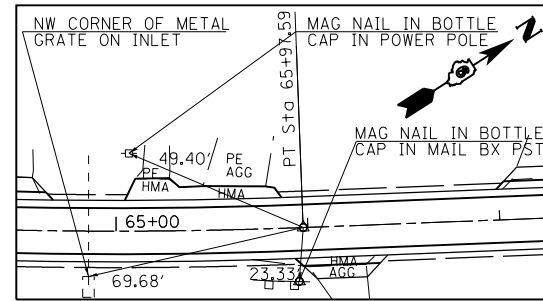 NW CORNER OF METAL
GRATE ON INLET
MAG NAIL IN BOTTLE
CAP IN POWER POLE
N
PT Sta 65+97.59
MAG NAIL IN BOTTLE
CAP IN MAIL BX PST
49.40'
PE
AGG
PE
HMA
HMA
165+00
69.68'
23.33'
HMA
AGG